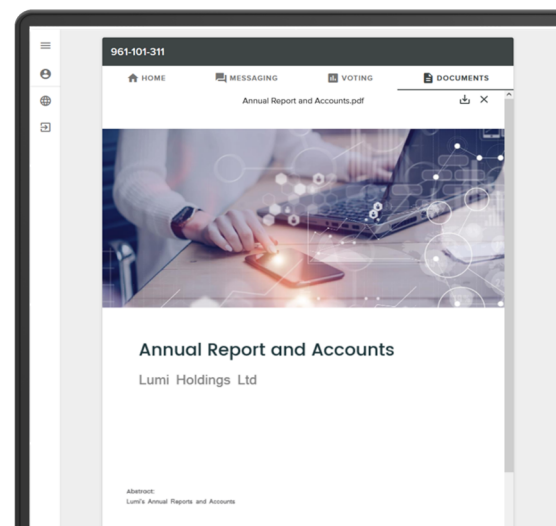 961-101-311
HOME MESSAGING VOTING DOCUMENTS
Annual Report and Accounts.pdf
Annual Report and Accounts
Lumi Holdings Ltd
Abstract:
Lumi's Annual Reports and Accounts